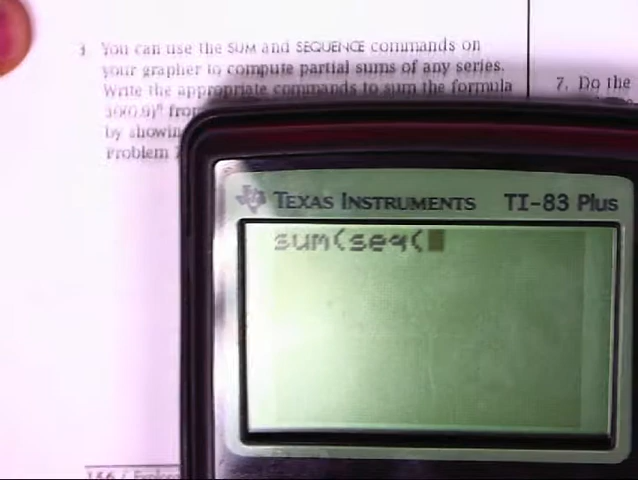 You can use the SUM and SEQUENCE commands on
your grapher to compute partial sums of any series.
Write the appropriate commands to sum the formula
7. Do the
by showin
Problem
TEXAS INSTRUMENTS TI-83 Plus
sum(seq(